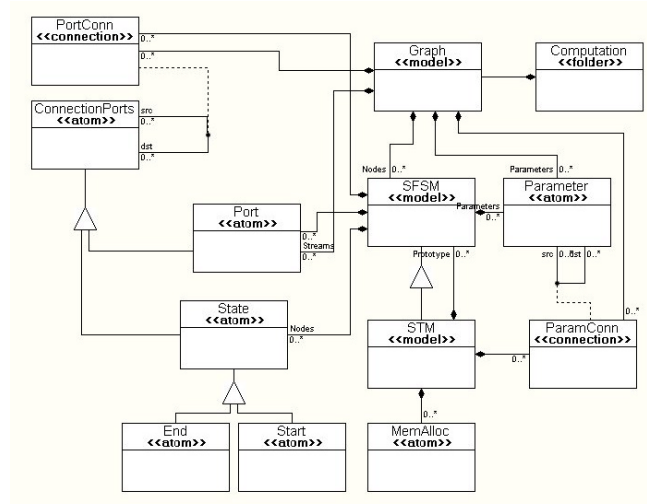 PortConn
<<connection>>
0..*
0..*
Graph
<<model>>
Computation
<<folder>>
ConnectionPorts
<<atom>>
src
0..*
dst
0..*
Nodes 0..*
Parameters 0..*
SFSM
<<model>>
Parameters
0..*
Parameter
<<atom>>
Port
<<atom>>
0..*
Streams
0..*
Prototype 0..*
src 0..*
dst 0..*
State
<<atom>>
Nodes
0..*
STM
<<model>>
0..*
0..*
ParamConn
<<connection>>
End
<<atom>>
Start
<<atom>>
0..*
MemAlloc
<<atom>>